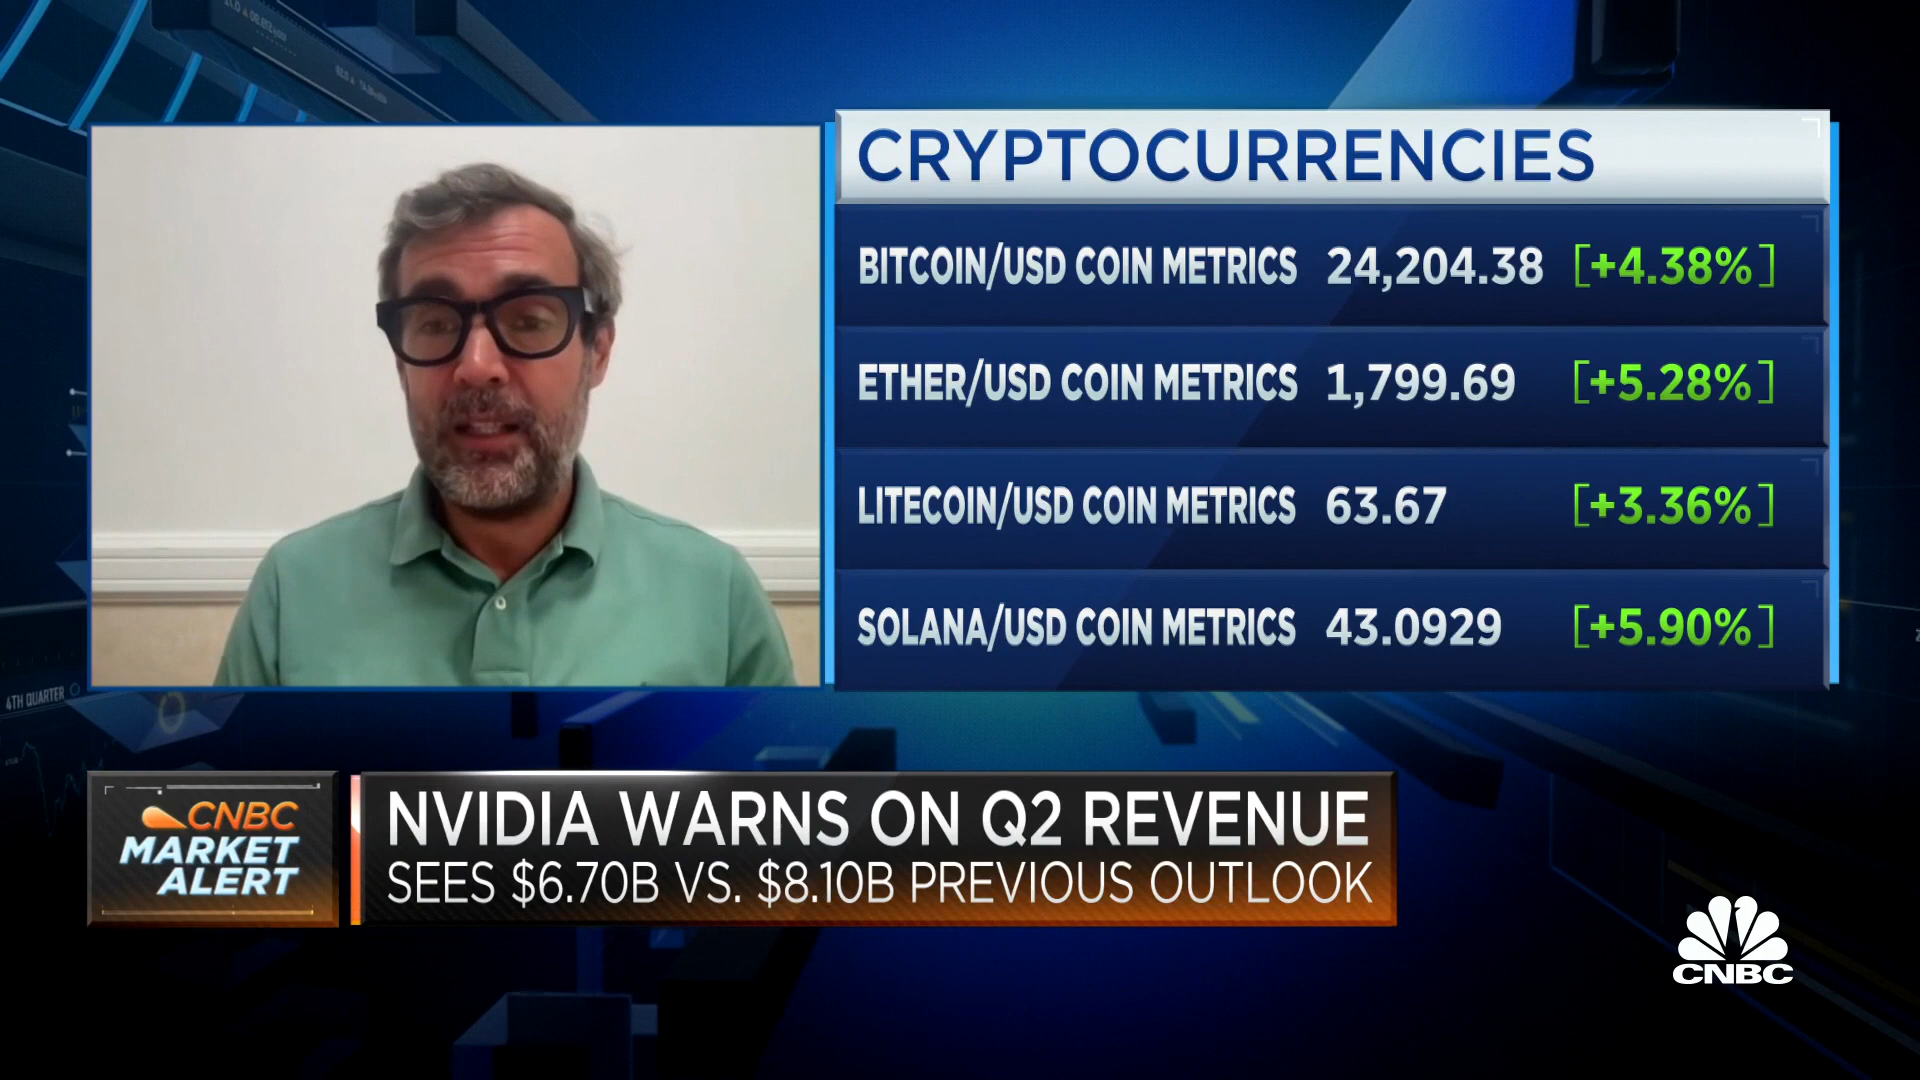 CRYPTOCURRENCIES
BITCOIN/USD COIN METRICS 24,204.38 [+4.38%]
ETHER/USD COIN METRICS 1,799.69 [+5.28%]
LITECOIN/USD COIN METRICS 63.67 [+3.36%]
SOLANA/USD COIN METRICS 43.0929 [+5.90%]
4TH QUARTER
CNBC
MARKET
ALERT
NVIDIA WARNS ON Q2 REVENUE
SEES $6.70B VS. $8.10B PREVIOUS OUTLOOK
CNBC